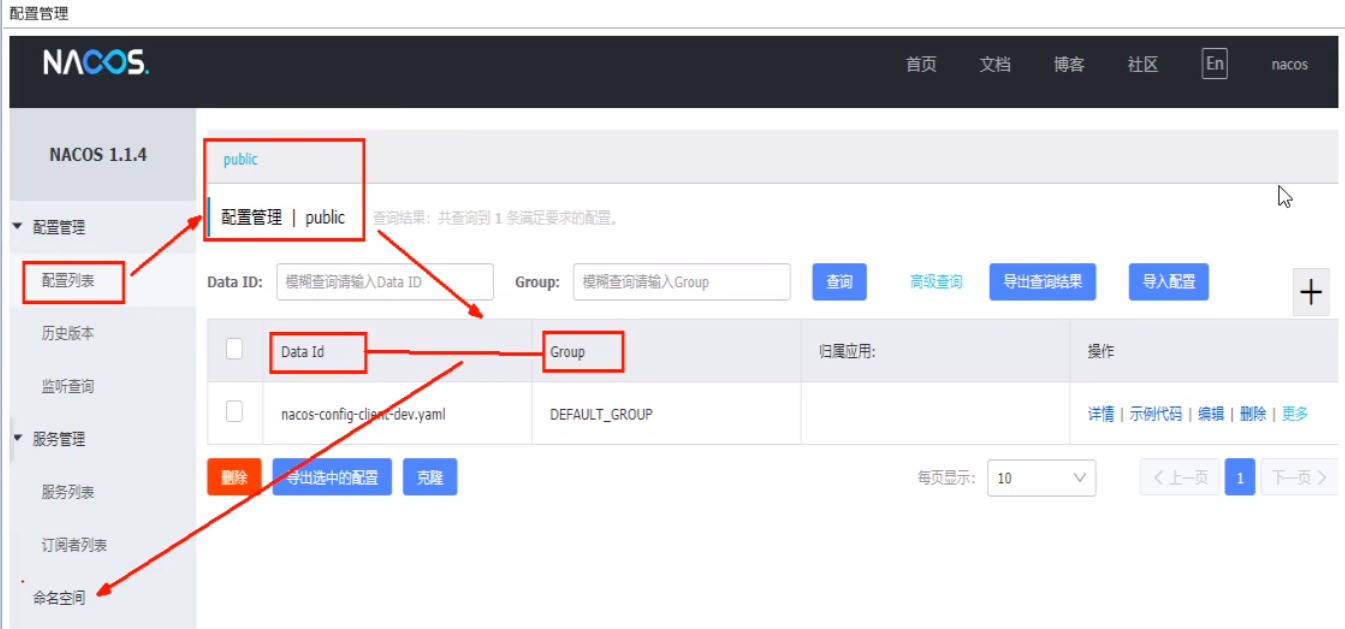 配置管理
NACOS.
首页 文档 博客 社区 En nacos
NACOS 1.1.4
public
配置管理
配置管理 | public 查询结果：共查询到 1 条满足要求的配置。
配置列表
Data ID: 模糊查询请输入Data ID Group: 模糊查询请输入Group 查询 高级查询 导出查询结果 导入配置 +
历史版本
Data Id Group 归属应用: 操作
监听查询
nacos-config-client-dev.yaml DEFAULT_GROUP 详情 | 示例代码 | 编辑 | 删除 | 更多
服务管理
删除 导出选中的配置 克隆 每页显示: 10 上一页 1 下一页
服务列表
订阅者列表
命名空间